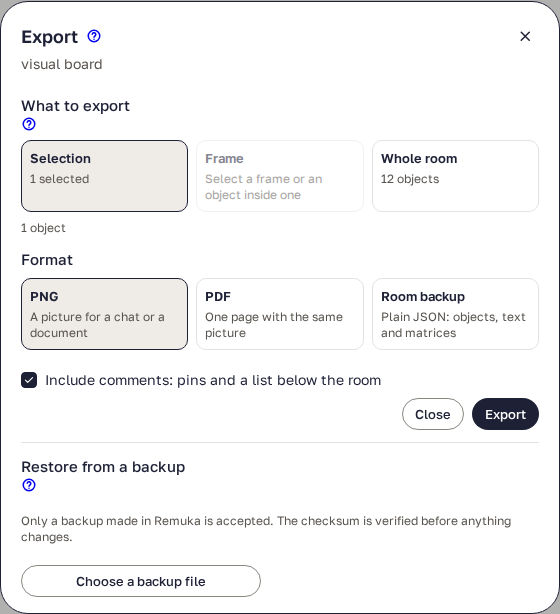 Export
visual board
What to export
Selection
1 selected
Frame
Select a frame or an
object inside one
Whole room
12 objects
1 object
Format
PNG
A picture for a chat or a
document
PDF
One page with the same
picture
Room backup
Plain JSON: objects, text
and matrices
Include comments: pins and a list below the room
Close
Export
Restore from a backup
Only a backup made in Remuka is accepted. The checksum is verified before anything
changes.
Choose a backup file